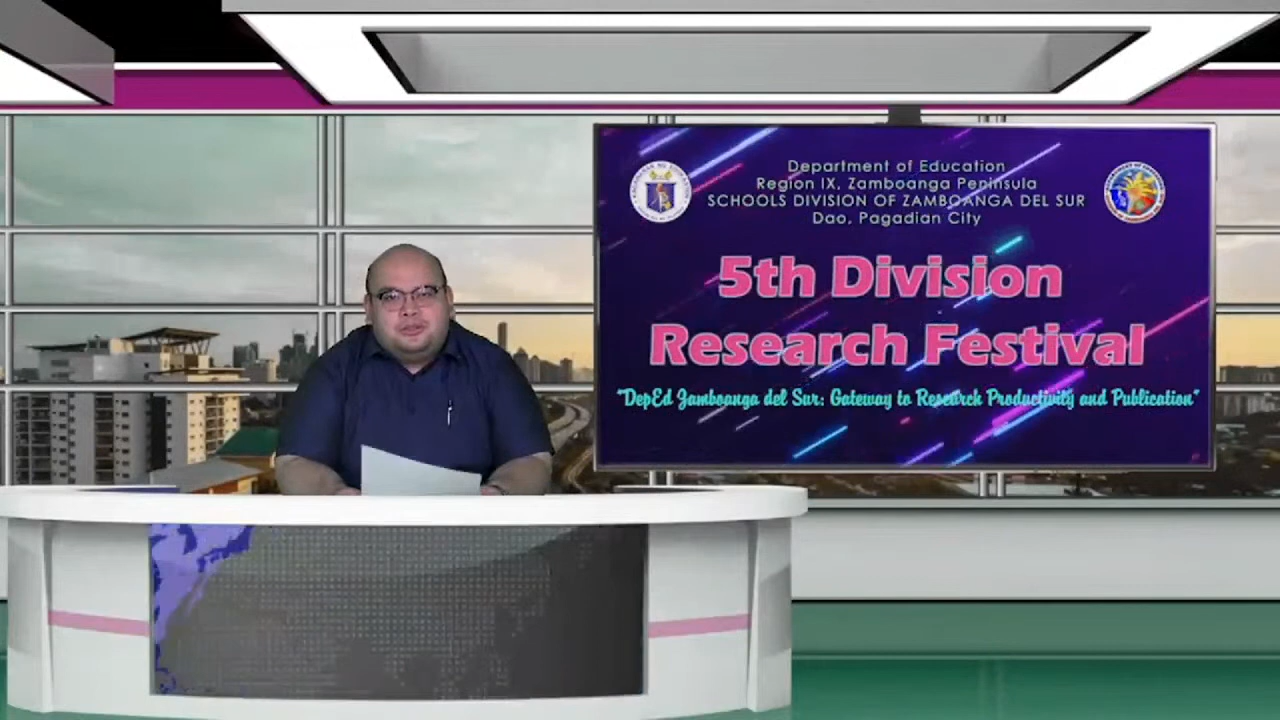 Department of Education
Region IX, Zamboanga Peninsula
SCHOOLS DIVISION OF ZAMBOANGA DEL SUR
Dao, Pagadian City
5th Division
Research Festival
"DepEd Zamboanga del Sur: Gateway to Research Productivity and Publication"